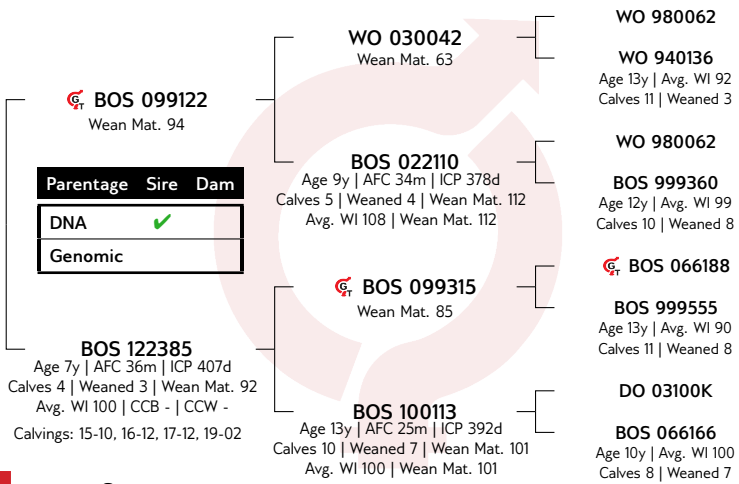 BOS 099122
Wean Mat. 94
Parentage Sire Dam
DNA ✔
Genomic
BOS 122385
Age 7y | AFC 36m | ICP 407d
Calves 4 | Weaned 3 | Wean Mat. 92
Avg. WI 100 | CCB - | CCW -
Calvings: 15-10, 16-12, 17-12, 19-02
WO 030042
Wean Mat. 63
BOS 022110
Age 9y | AFC 34m | ICP 378d
Calves 5 | Weaned 4 | Wean Mat. 112
Avg. WI 108 | Wean Mat. 112
BOS 099315
Wean Mat. 85
BOS 100113
Age 13y | AFC 25m | ICP 392d
Calves 10 | Weaned 7 | Wean Mat. 101
Avg. WI 100 | Wean Mat. 101
WO 980062
WO 940136
Age 13y | Avg. WI 92
Calves 11 | Weaned 3
WO 980062
BOS 999360
Age 12y | Avg. WI 99
Calves 10 | Weaned 8
BOS 066188
BOS 999555
Age 13y | Avg. WI 90
Calves 11 | Weaned 8
DO 03100K
BOS 066166
Age 10y | Avg. WI 100
Calves 8 | Weaned 7